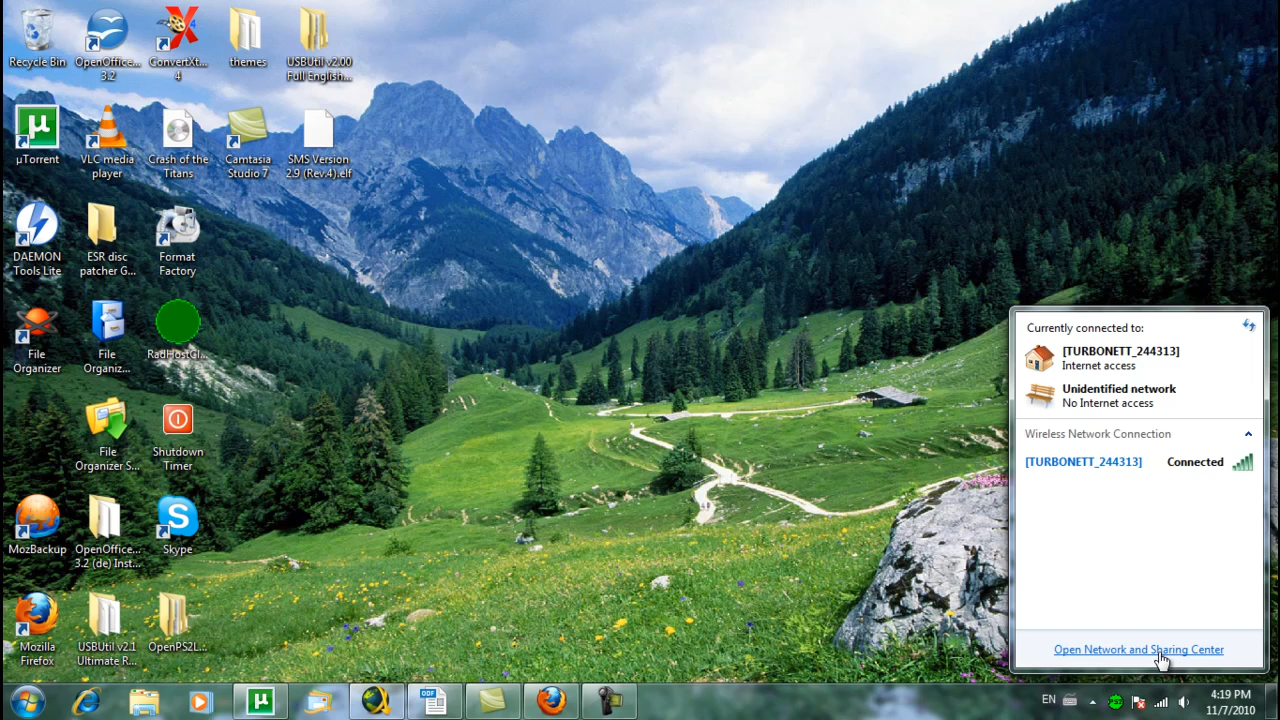 Recycle Bin
OpenOffice...
3.2
ConvertXt...
4
themes
USBUtil v2.00
Full English...
µTorrent
VLC media
player
Crash of the
Titans
Camtasia
Studio 7
SMS Version
2.9 (Rev.4).elf
DAEMON
Tools Lite
ESR disc
patcher G...
Format
Factory
File
Organizer
File
Organiz...
RadHostCl...
File
Organizer S...
Shutdown
Timer
MozBackup
OpenOffice...
3.2 (de) Inst...
Skype
Mozilla
Firefox
USBUtil v2.1
Ultimate R...
OpenPS2L...
Currently connected to:
[TURBONETT_244313]
Internet access
Unidentified network
No Internet access
Wireless Network Connection
[TURBONETT_244313] Connected
Open Network and Sharing Center
ODF
EN
4:19 PM
11/7/2010